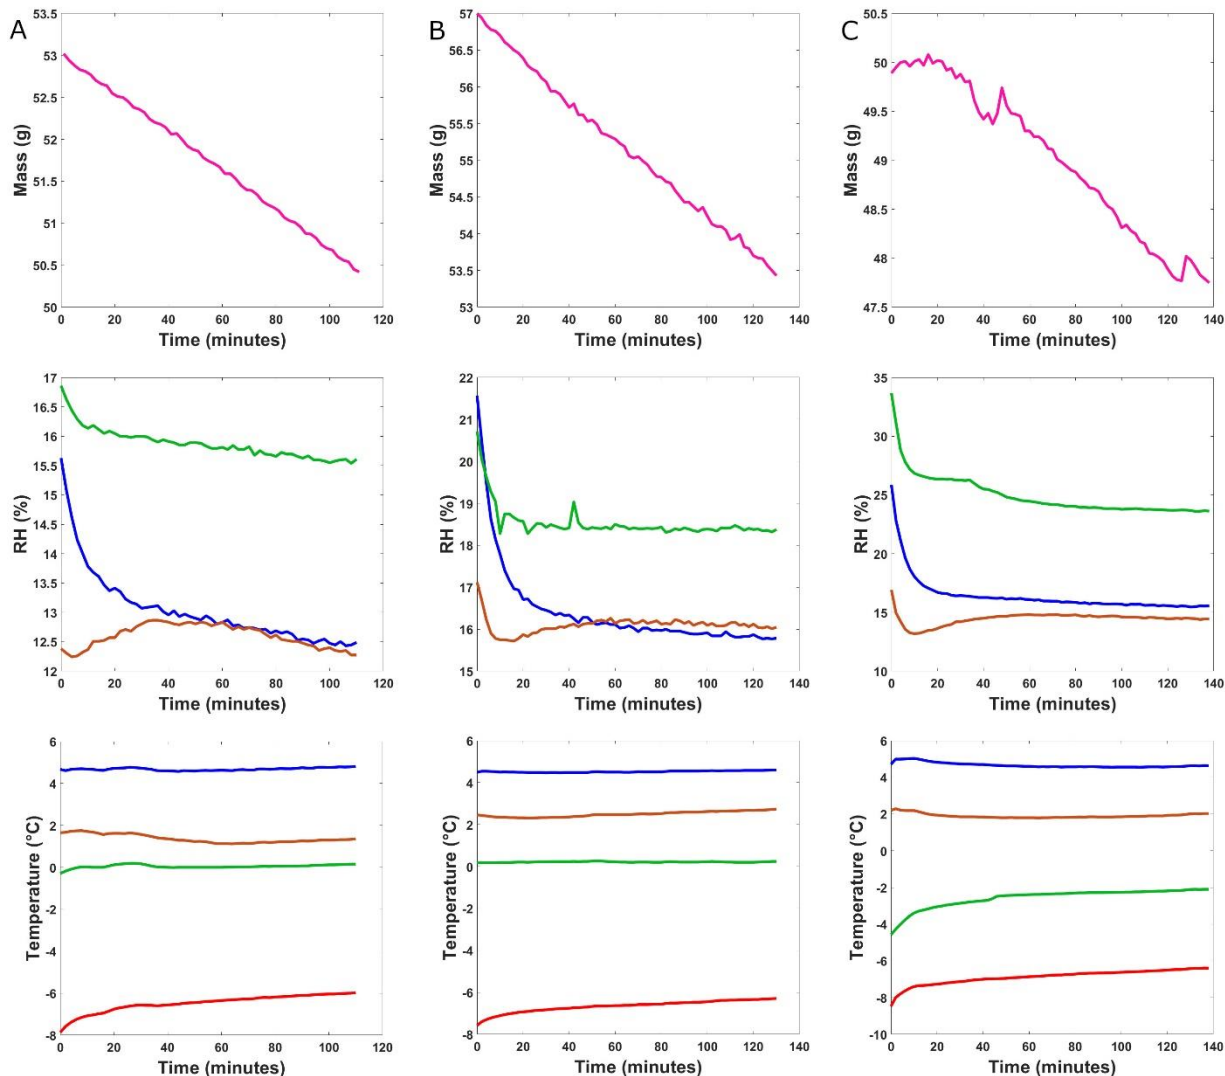 A
53.5
53
52.5
52
51.5
51
50.5
50
Mass (g)
0 20 40 60 80 100 120
Time (minutes)
B
57
56.5
56
55.5
55
54.5
54
53.5
53
Mass (g)
0 20 40 60 80 100 120 140
Time (minutes)
C
50.5
50
49.5
49
48.5
48
47.5
Mass (g)
0 20 40 60 80 100 120 140
Time (minutes)
17
16.5
16
15.5
15
14.5
14
13.5
13
12.5
12
RH (%)
0 20 40 60 80 100 120
Time (minutes)
22
21
20
19
18
17
16
15
RH (%)
0 20 40 60 80 100 120 140
Time (minutes)
35
30
25
20
15
10
RH (%)
0 20 40 60 80 100 120 140
Time (minutes)
6
4
2
0
-2
-4
-6
-8
Temperature (°C)
0 20 40 60 80 100 120
Time (minutes)
6
4
2
0
-2
-4
-6
-8
Temperature (°C)
0 20 40 60 80 100 120 140
Time (minutes)
6
4
2
0
-2
-4
-6
-8
-10
Temperature (°C)
0 20 40 60 80 100 120 140
Time (minutes)